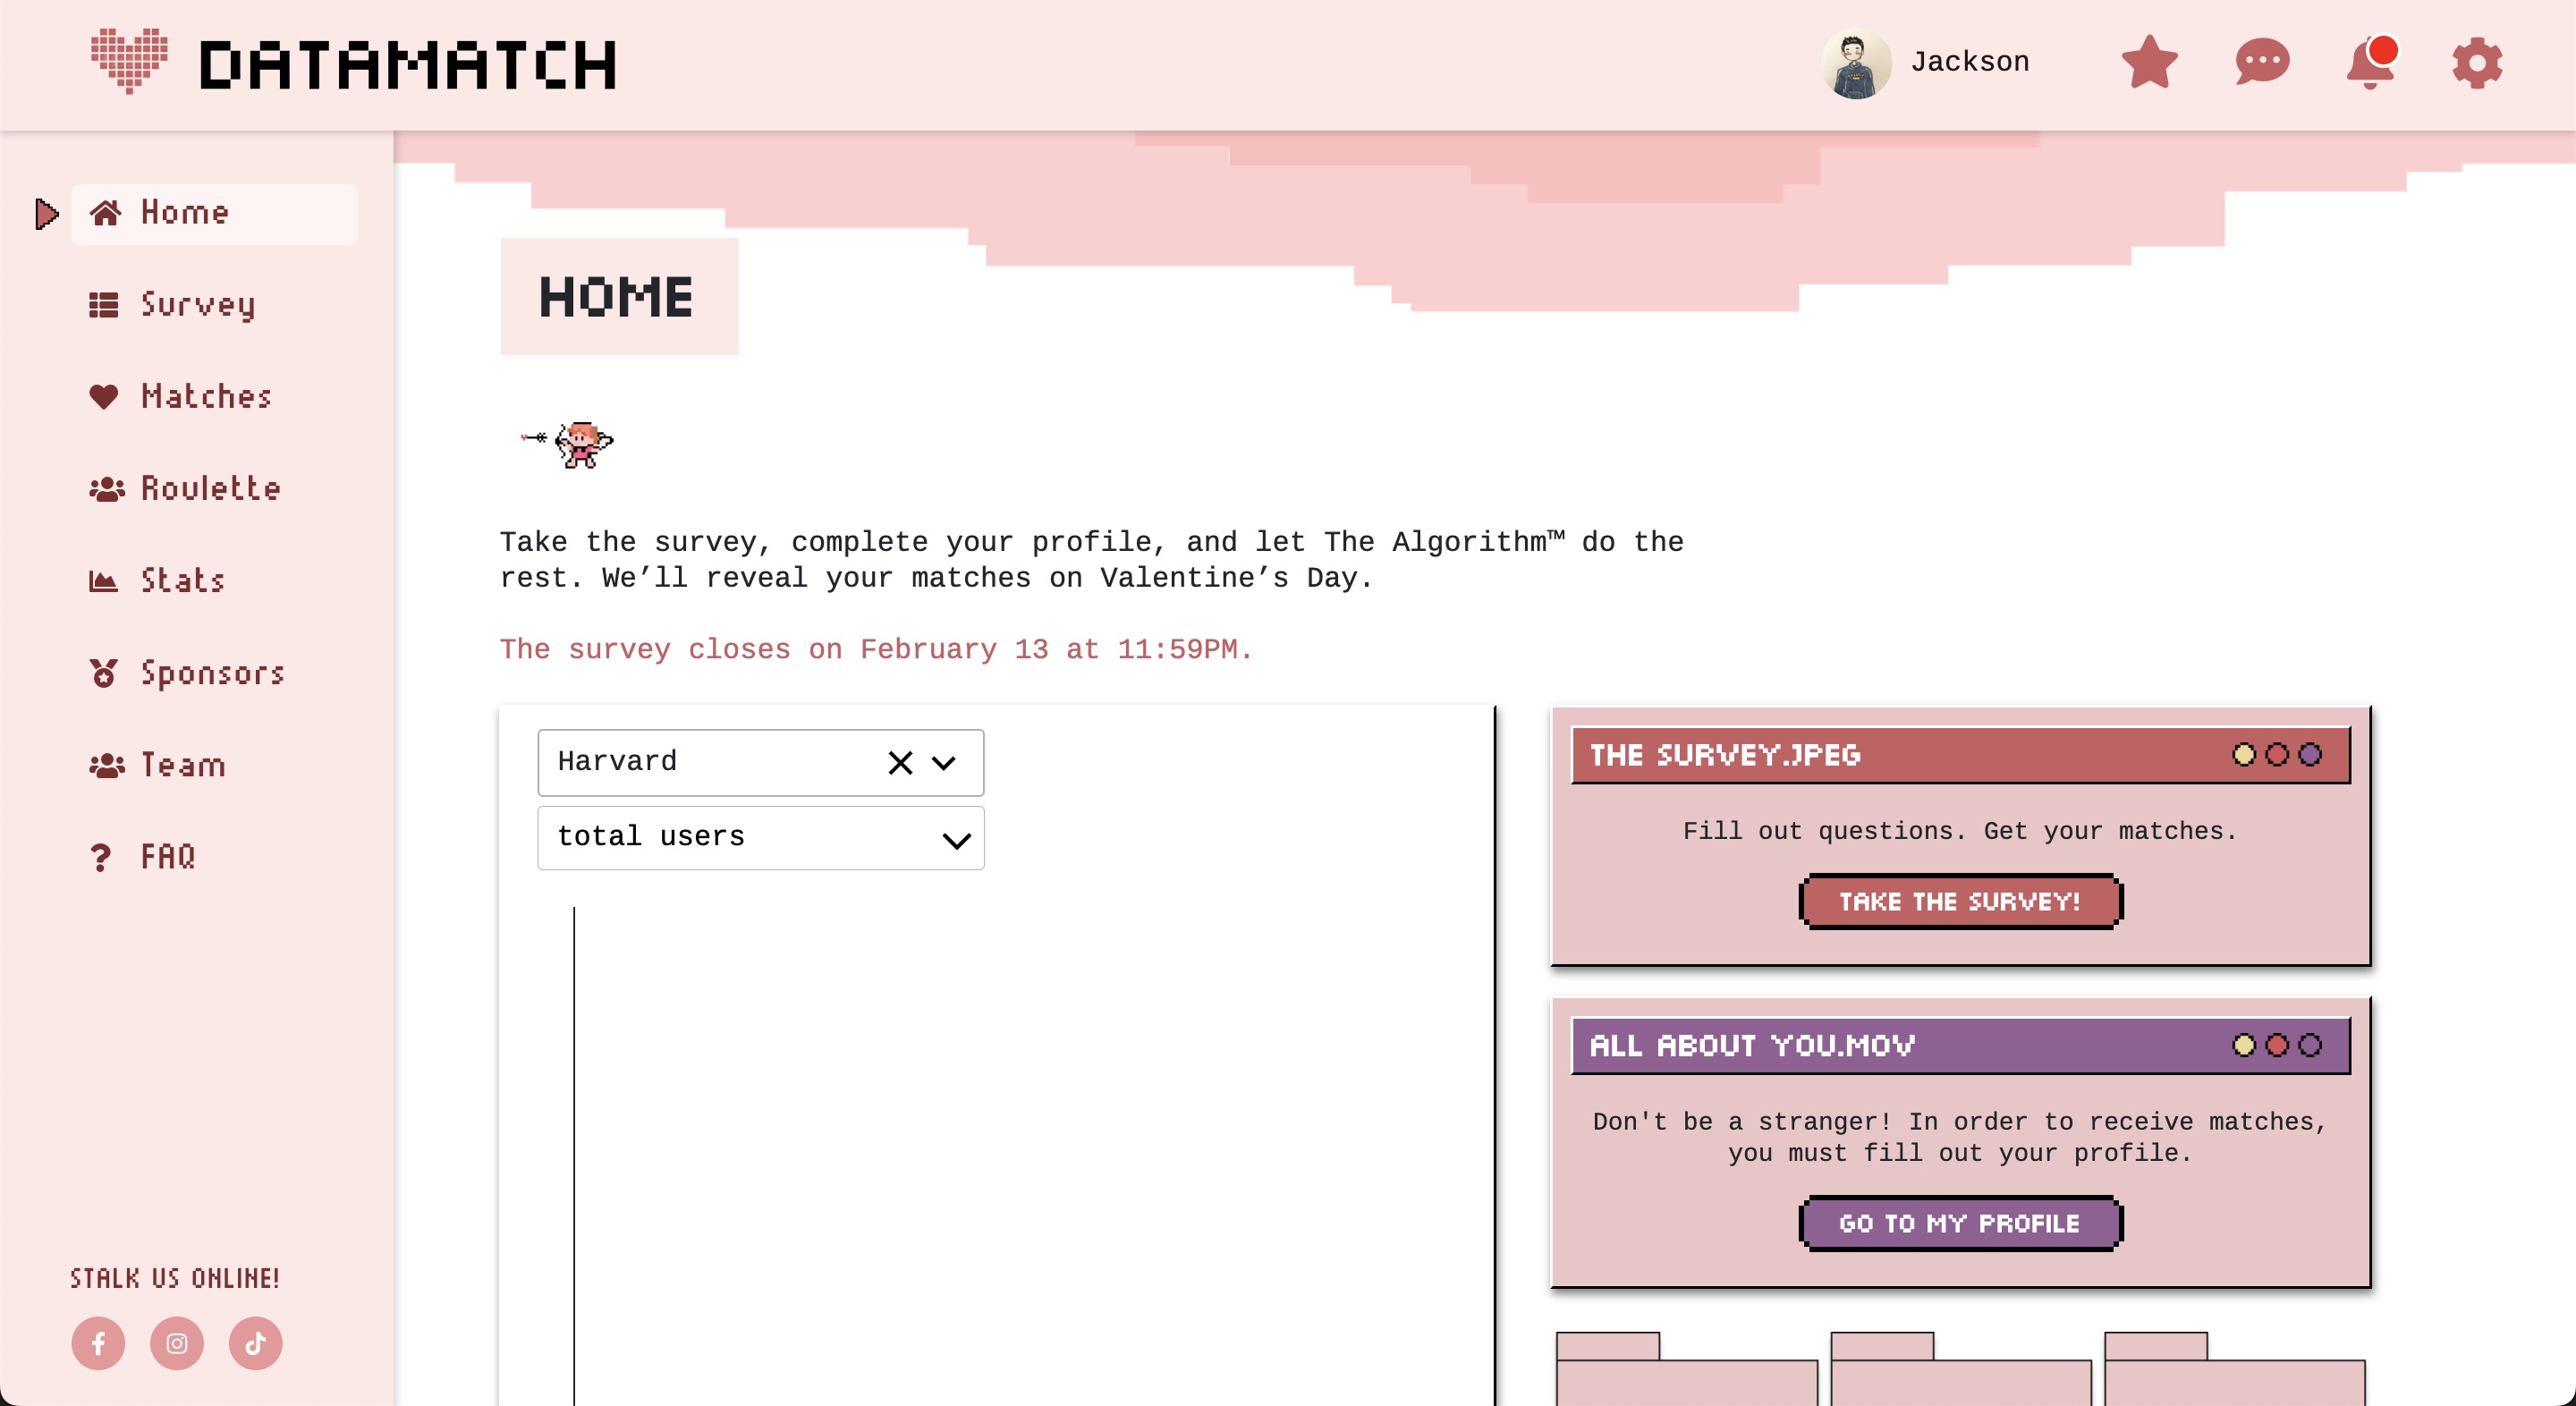 DATAMATCH
Jackson
Home
Survey
Matches
Roulette
Stats
Sponsors
Team
FAQ
STALK US ONLINE!
HOME
Take the survey, complete your profile, and let The Algorithm™ do the
rest. We’ll reveal your matches on Valentine’s Day.
The survey closes on February 13 at 11:59PM.
Harvard
total users
THE SURVEY.JPEG
Fill out questions. Get your matches.
TAKE THE SURVEY!
ALL ABOUT YOU.MOV
Don't be a stranger! In order to receive matches,
you must fill out your profile.
GO TO MY PROFILE